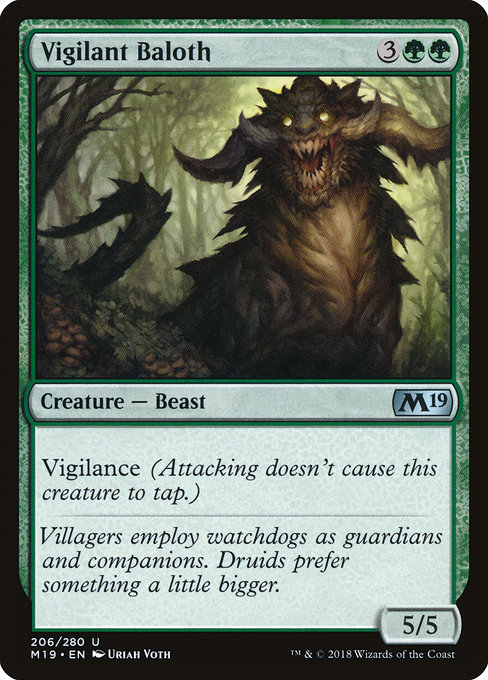 Vigilant Baloth 3
Creature — Beast M19
Vigilance (Attacking doesn't cause this
creature to tap.)
Villagers employ watchdogs as guardians
and companions. Druids prefer
something a little bigger.
5/5
206/280 U
M19 • EN Uriah Voth ™ & © 2018 Wizards of the Coast